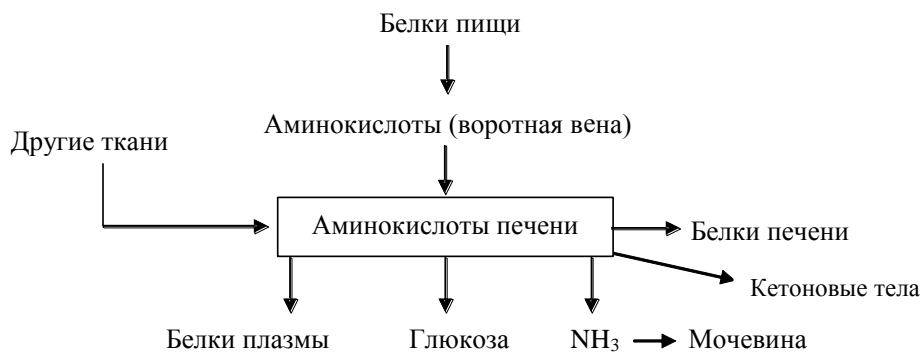 Белки пищи
Аминокислоты (воротная вена)
Другие ткани
Аминокислоты печени
Белки печени
Кетоновые тела
Белки плазмы
Глюкоза
NH₃
Мочевина